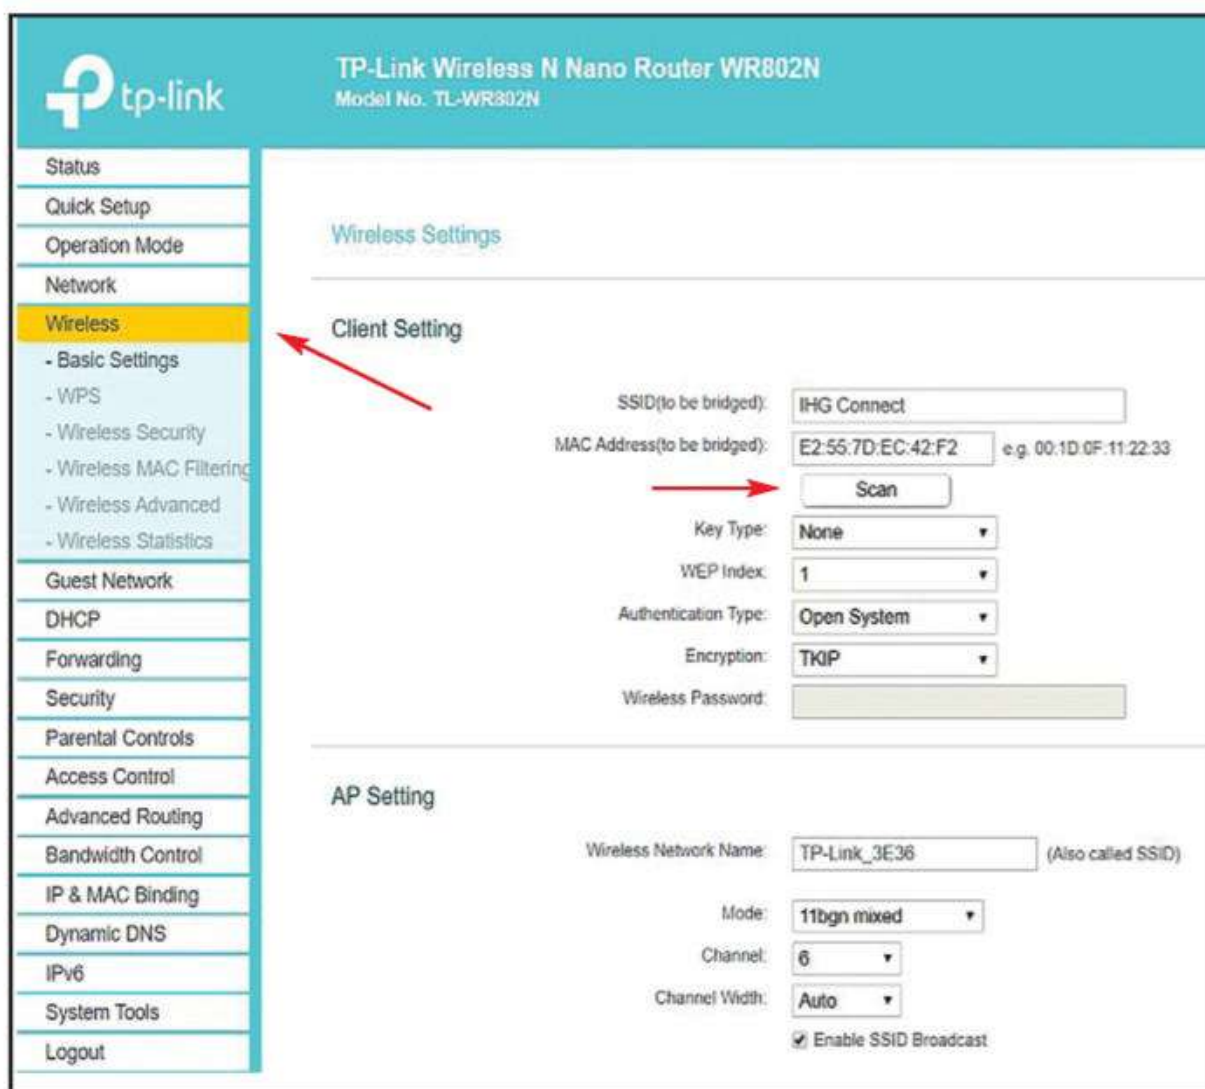 tp-link
TP-Link Wireless N Nano Router WR802N
Model No. TL-WR802N
Status
Quick Setup
Operation Mode
Network
Wireless
- Basic Settings
- WPS
- Wireless Security
- Wireless MAC Filtering
- Wireless Advanced
- Wireless Statistics
Guest Network
DHCP
Forwarding
Security
Parental Controls
Access Control
Advanced Routing
Bandwidth Control
IP & MAC Binding
Dynamic DNS
IPv6
System Tools
Logout
Wireless Settings
Client Setting
SSID(to be bridged): IHG Connect
MAC Address(to be bridged): E2:55:7D:EC:42:F2 e.g. 00:1D:0F:11:22:33
Scan
Key Type: None
WEP Index: 1
Authentication Type: Open System
Encryption: TKIP
Wireless Password:
AP Setting
Wireless Network Name: TP-Link_3E36 (Also called SSID)
Mode: 11bgn mixed
Channel: 6
Channel Width: Auto
Enable SSID Broadcast